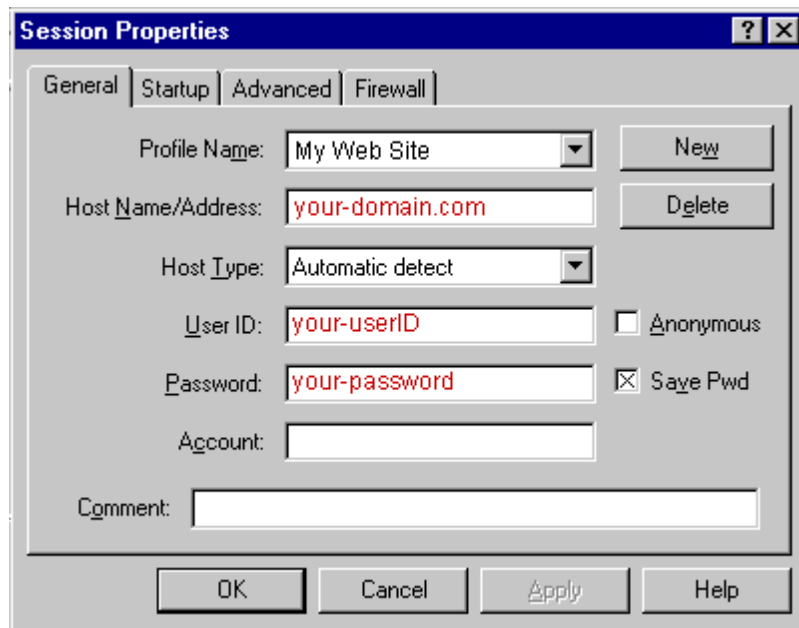 Session Properties
General Startup Advanced Firewall
Profile Name: My Web Site New
Host Name/Address: your-domain.com Delete
Host Type: Automatic detect
User ID: your-userID Anonymous
Password: your-password Save Pwd
Account:
Comment:
OK Cancel Apply Help